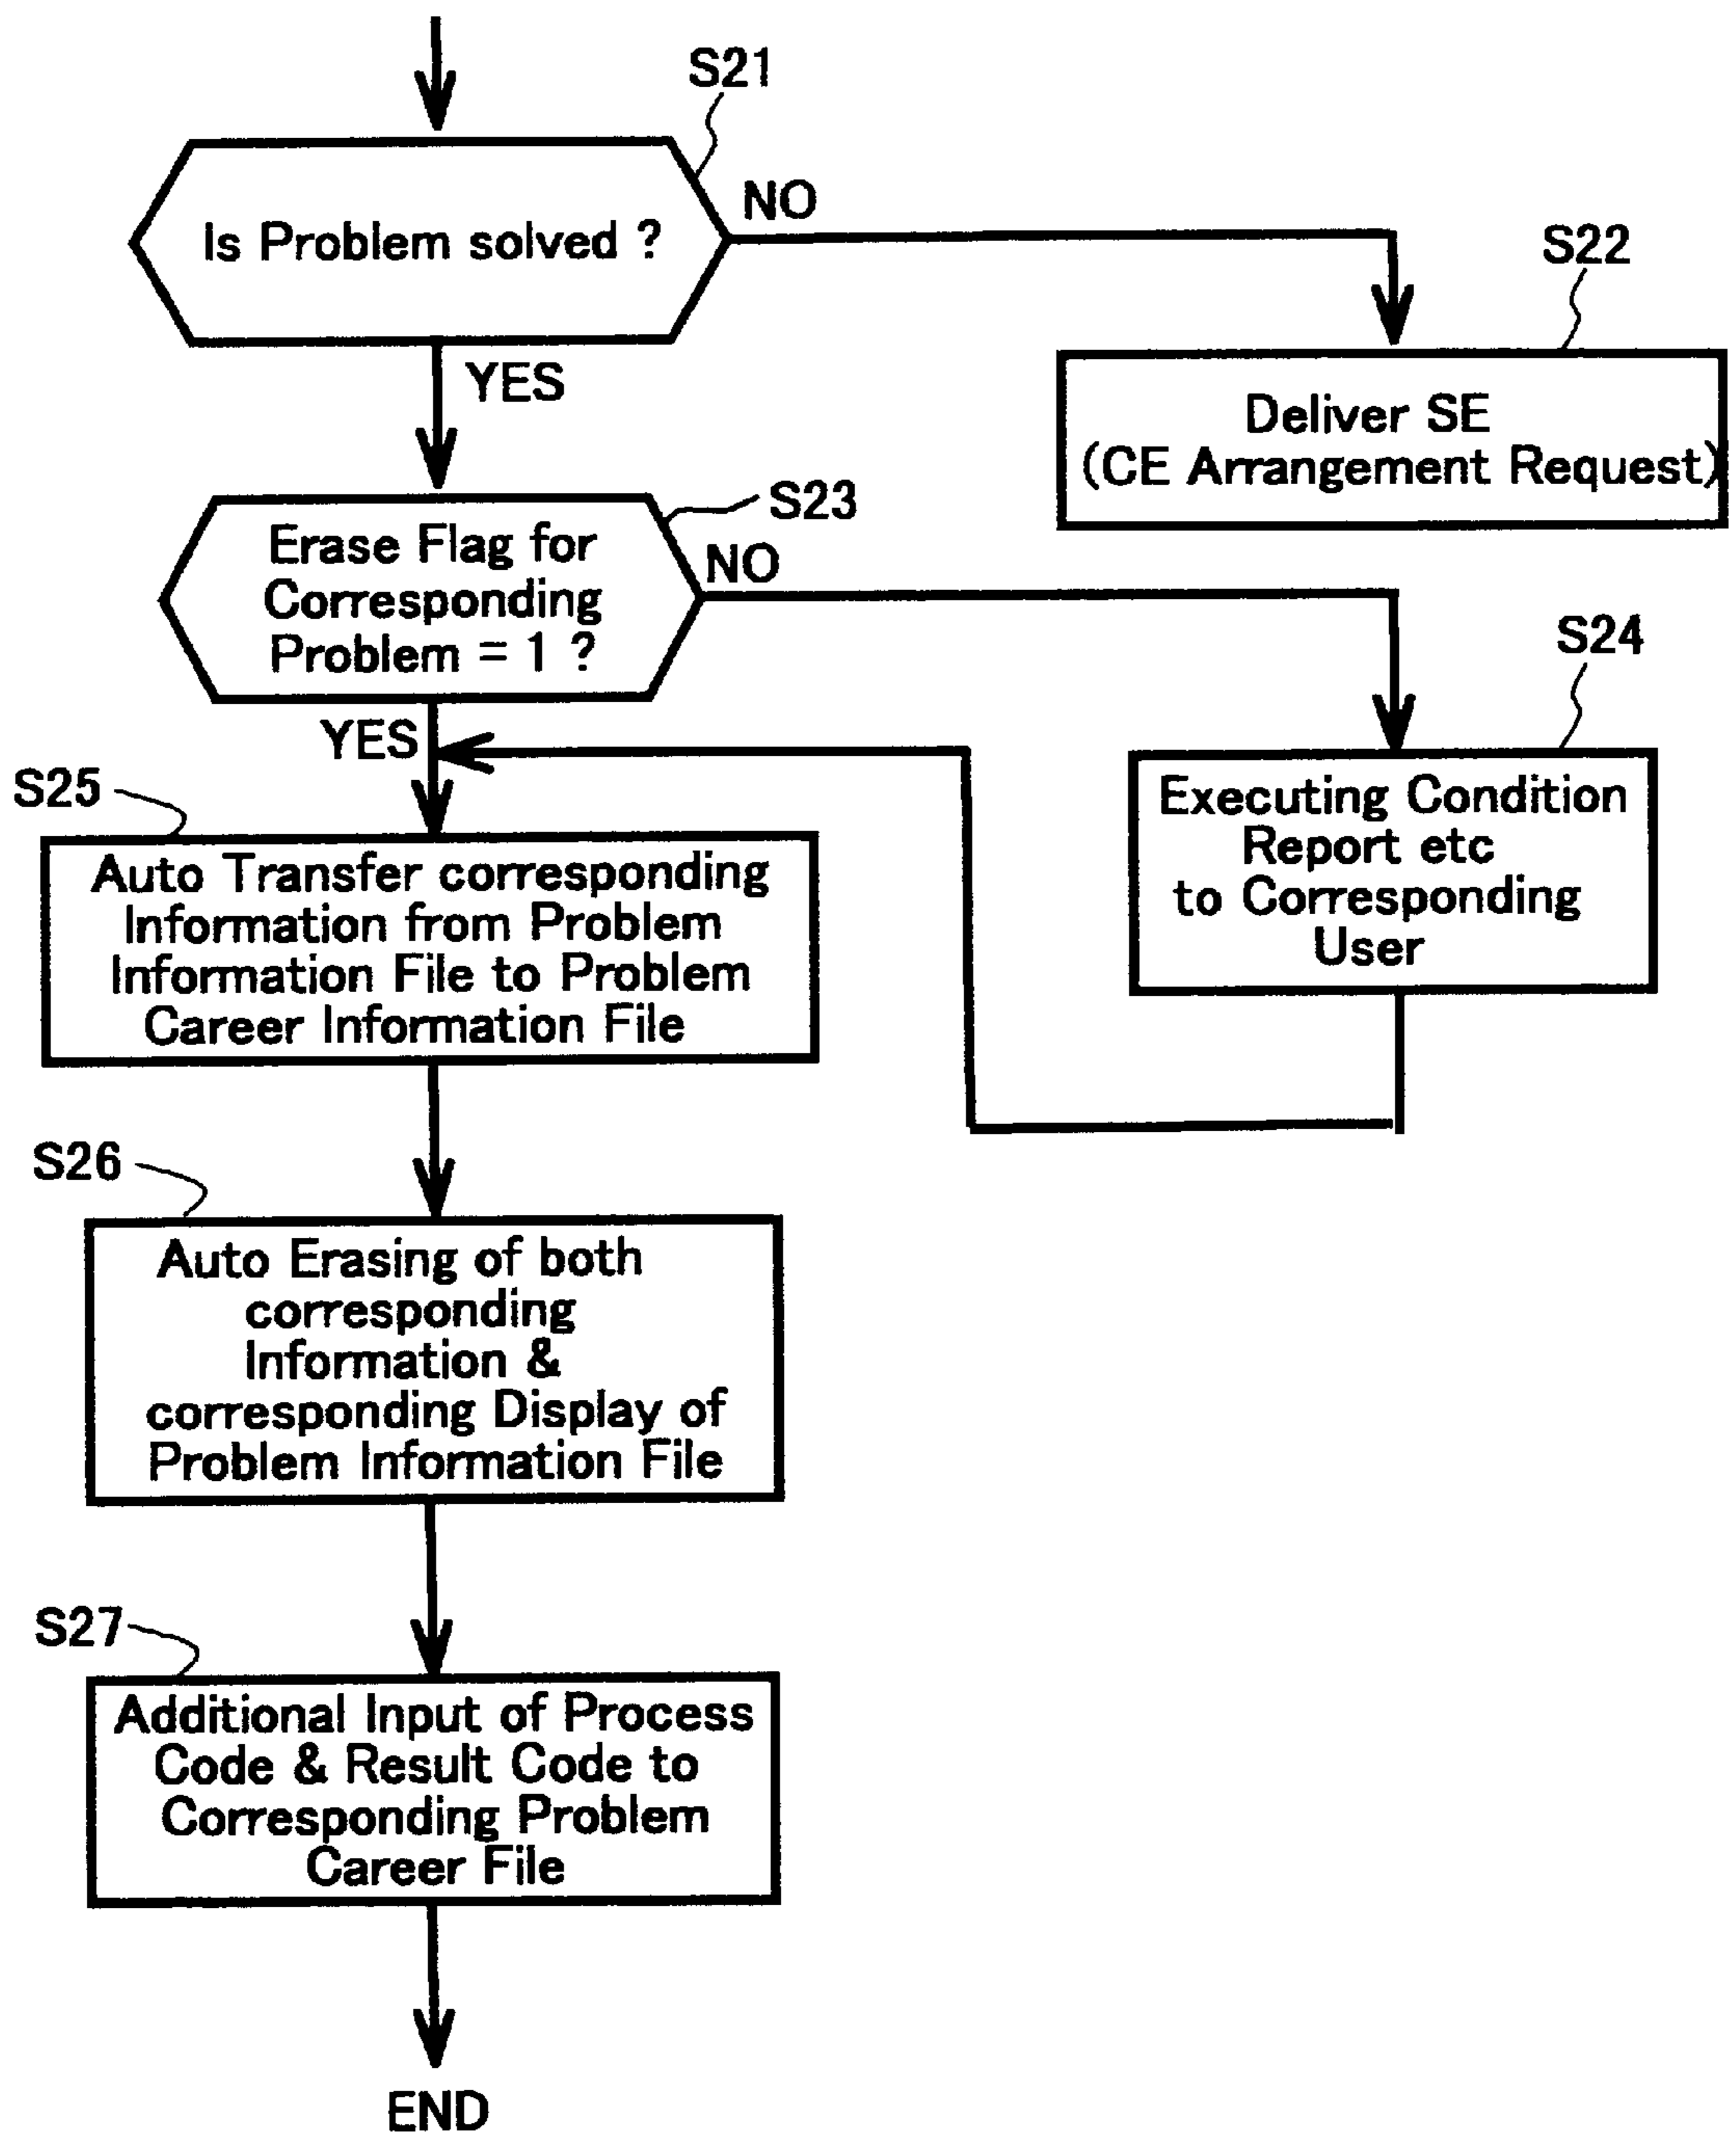 S21
Is Problem solved ?
NO
S22
YES
Deliver SE
(CE Arrangement Request)
S23
Erase Flag for
Corresponding
Problem = 1 ?
NO
S24
YES
Executing Condition
Report etc
to Corresponding
User
S25
Auto Transfer corresponding
Information from Problem
Information File to Problem
Career Information File
S26
Auto Erasing of both
corresponding
Information &
corresponding Display of
Problem Information File
S27
Additional Input of Process
Code & Result Code to
Corresponding Problem
Career File
END